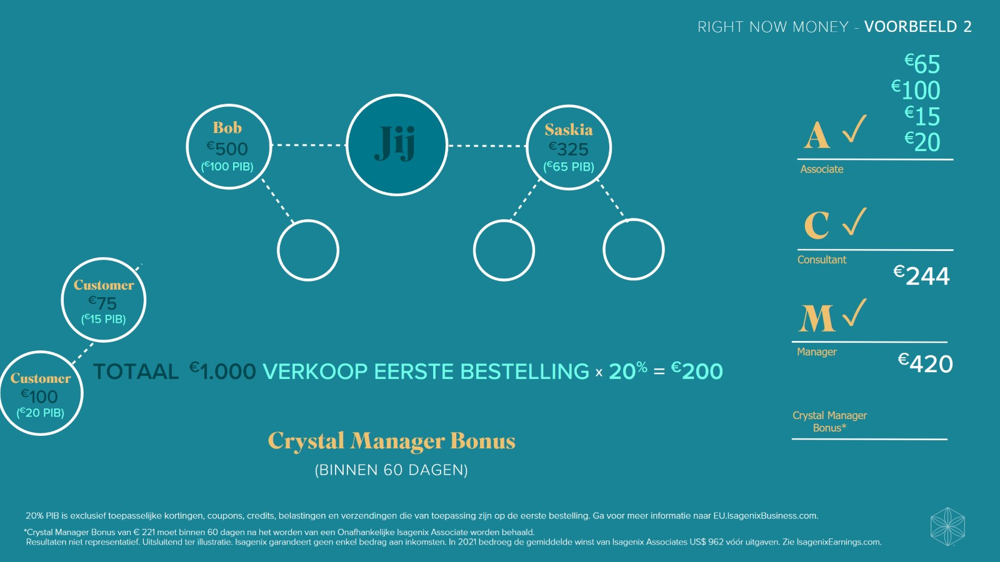 RIGHT NOW MONEY - VOORBEELD 2
€65
€100
€15
€20
A ✓
Associate
Bob
€500
(€100 PIB)
Jij
Saskia
€325
(€65 PIB)
C ✓
Consultant
€244
Customer
€75
(€15 PIB)
M ✓
Manager
€420
Customer
€100
(€20 PIB)
TOTAAL €1.000 VERKOOP EERSTE BESTELLING x 20% = €200
Crystal Manager
Bonus*
Crystal Manager Bonus
(BINNEN 60 DAGEN)
20% PIB is exclusief toepasselijke kortingen, coupons, credits, belastingen en verzendingen die van toepassing zijn op de eerste bestelling. Ga voor meer informatie naar EU.IsagenixBusiness.com.
*Crystal Manager Bonus van € 221 moet binnen 60 dagen na het worden van een Onafhankelijke Isagenix Associate worden behaald.
Resultaten niet representatief. Uitsluitend ter illustratie. Isagenix garandeert geen enkel bedrag aan inkomsten. In 2021 bedroeg de gemiddelde winst van Isagenix Associates US$ 962 vóór uitgaven. Zie IsagenixEarnings.com.